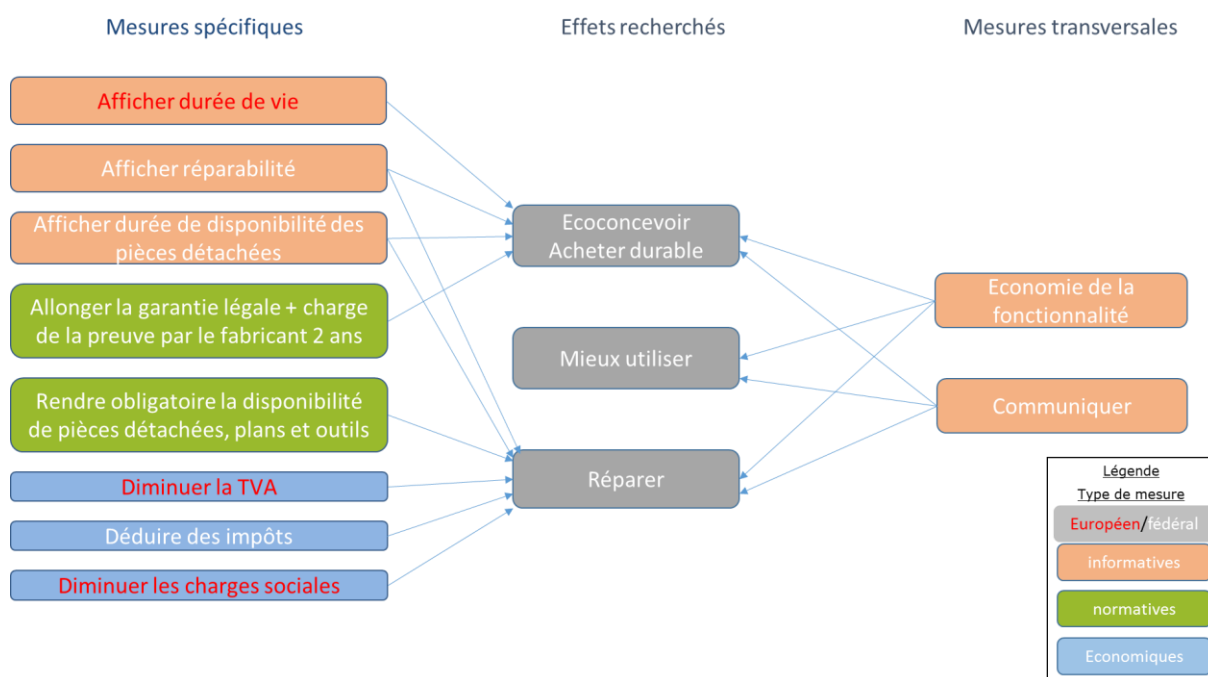 Mesures spécifiques
Effets recherchés
Mesures transversales
Afficher durée de vie
Afficher réparabilité
Afficher durée de disponibilité des
pièces détachées
Allonger la garantie légale + charge
de la preuve par le fabricant 2 ans
Rendre obligatoire la disponibilité
de pièces détachées, plans et outils
Diminuer la TVA
Déduire des impôts
Diminuer les charges sociales
Ecoconcevoir
Acheter durable
Mieux utiliser
Réparer
Economie de la
fonctionnalité
Communiquer
Légende
Type de mesure
Européen/fédéral
informatives
normatives
Economiques